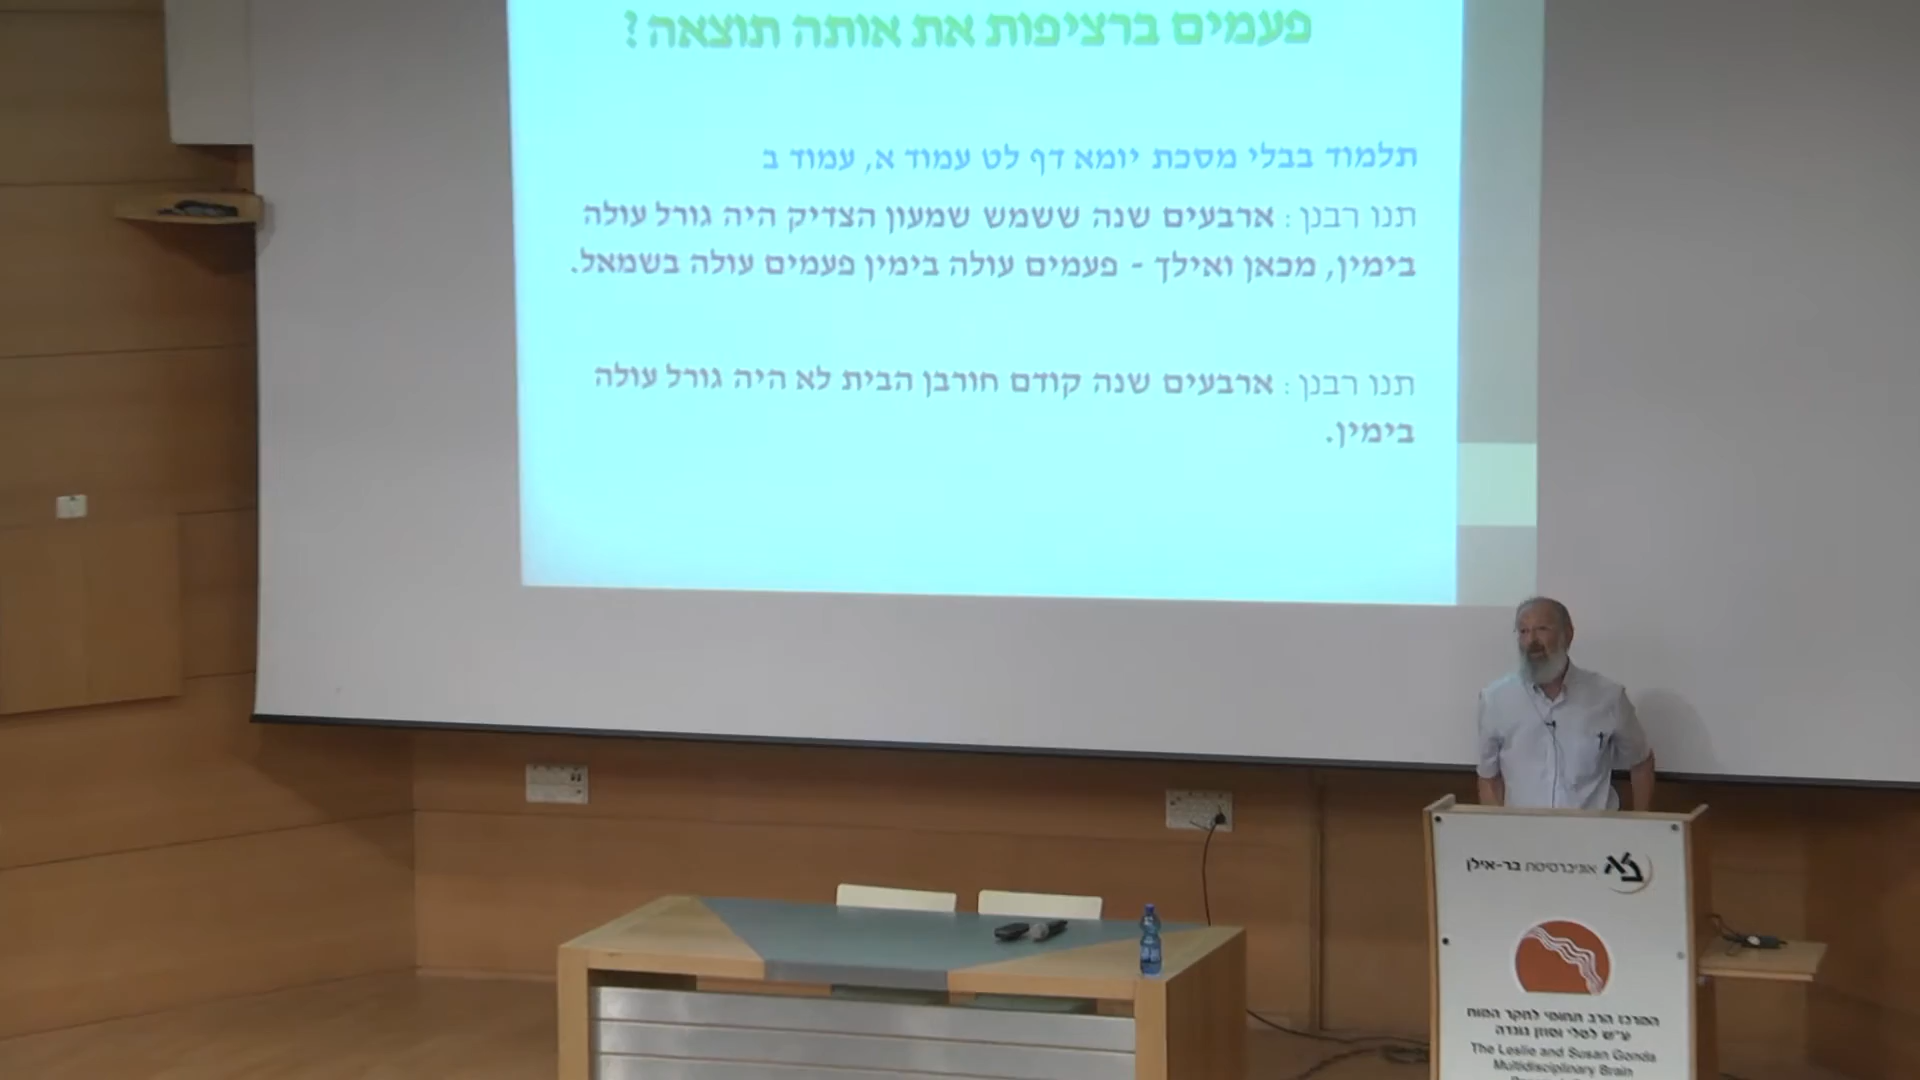 פעמים ברציפות את אותה תוצאה?
תלמוד בבלי מסכת יומא דף לט עמוד א, עמוד ב
תנו רבנן: ארבעים שנה ששמש שמעון הצדיק היה גורל עולה
בימין, מכאן ואילך - פעמים עולה בימין פעמים עולה בשמאל.
תנו רבנן: ארבעים שנה קודם חורבן הבית לא היה גורל עולה
בימין.
אוניברסיטת בר-אילן
המרכז הרב תחומי לחקר המוח
ע"ש לסלי וסוזן גונדה
The Leslie and Susan Gonda
Multidisciplinary Brain